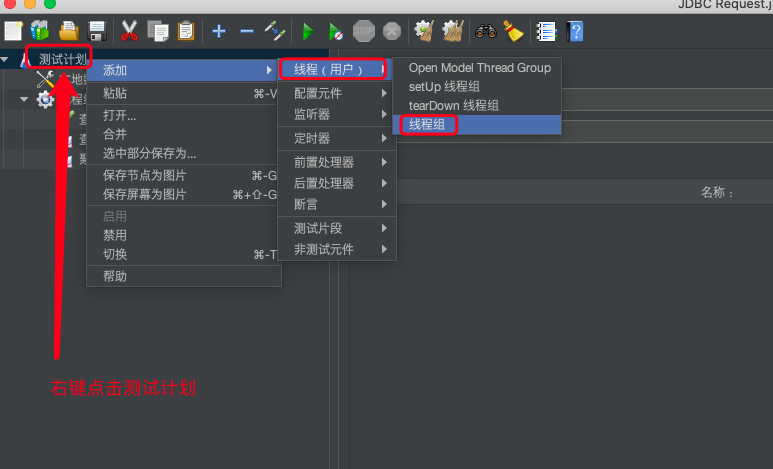 JDBC Request.j
STOP
测试计划
添加
粘贴 ⌘-V
打开...
合并
选中部分保存为...
保存节点为图片 ⌘-G
保存屏幕为图片 ⌘+⇧-G
启用
禁用
切换 ⌘-T
帮助
线程（用户）
配置元件
监听器
定时器
前置处理器
后置处理器
断言
测试片段
非测试元件
Open Model Thread Group
setUp 线程组
tearDown 线程组
线程组
名称：
右键点击测试计划